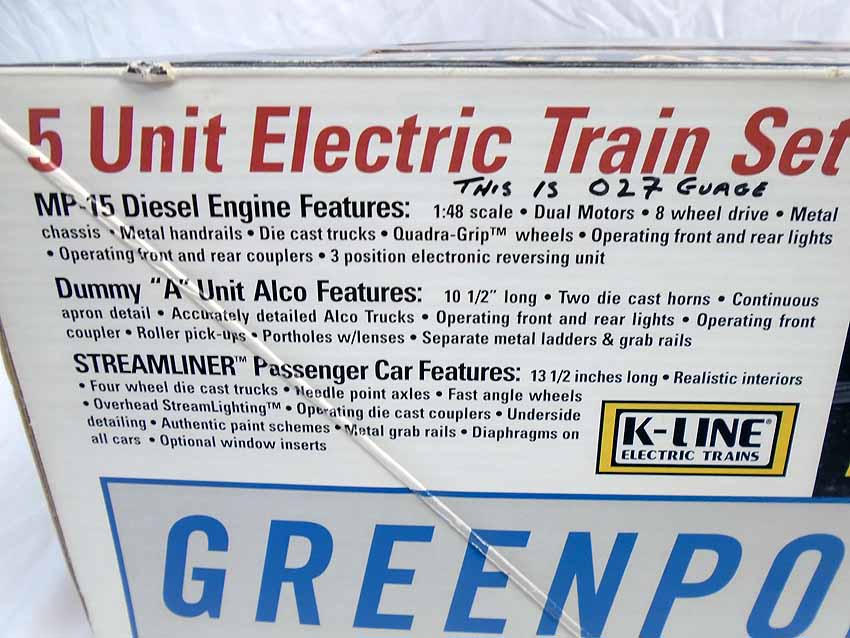 5 Unit Electric Train Set
THIS IS 027 GUAGE
MP-15 Diesel Engine Features: 1:48 scale • Dual Motors • 8 wheel drive • Metal
chassis • Metal handrails • Die cast trucks • Quadra-Grip™ wheels • Operating front and rear lights
• Operating front and rear couplers • 3 position electronic reversing unit
Dummy "A" Unit Alco Features: 10 1/2" long • Two die cast horns • Continuous
apron detail • Accurately detailed Alco Trucks • Operating front and rear lights • Operating front
coupler • Roller pick-ups • Portholes w/lenses • Separate metal ladders & grab rails
STREAMLINER™ Passenger Car Features: 13 1/2 inches long • Realistic interiors
• Four wheel die cast trucks • Needle point axles • Fast angle wheels
• Overhead StreamLighting™ • Operating die cast couplers • Underside
detailing • Authentic paint schemes • Metal grab rails • Diaphragms on
all cars • Optional window inserts
K-LINE®
ELECTRIC TRAINS
GREENPO